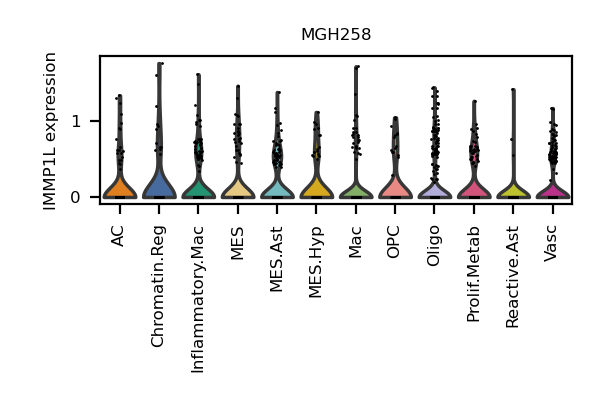 MGH258
IMMP1L expression
1
0
AC
Chromatin.Reg
Inflammatory.Mac
MES
MES.Ast
MES.Hyp
Mac
OPC
Oligo
Prolif.Metab
Reactive.Ast
Vasc